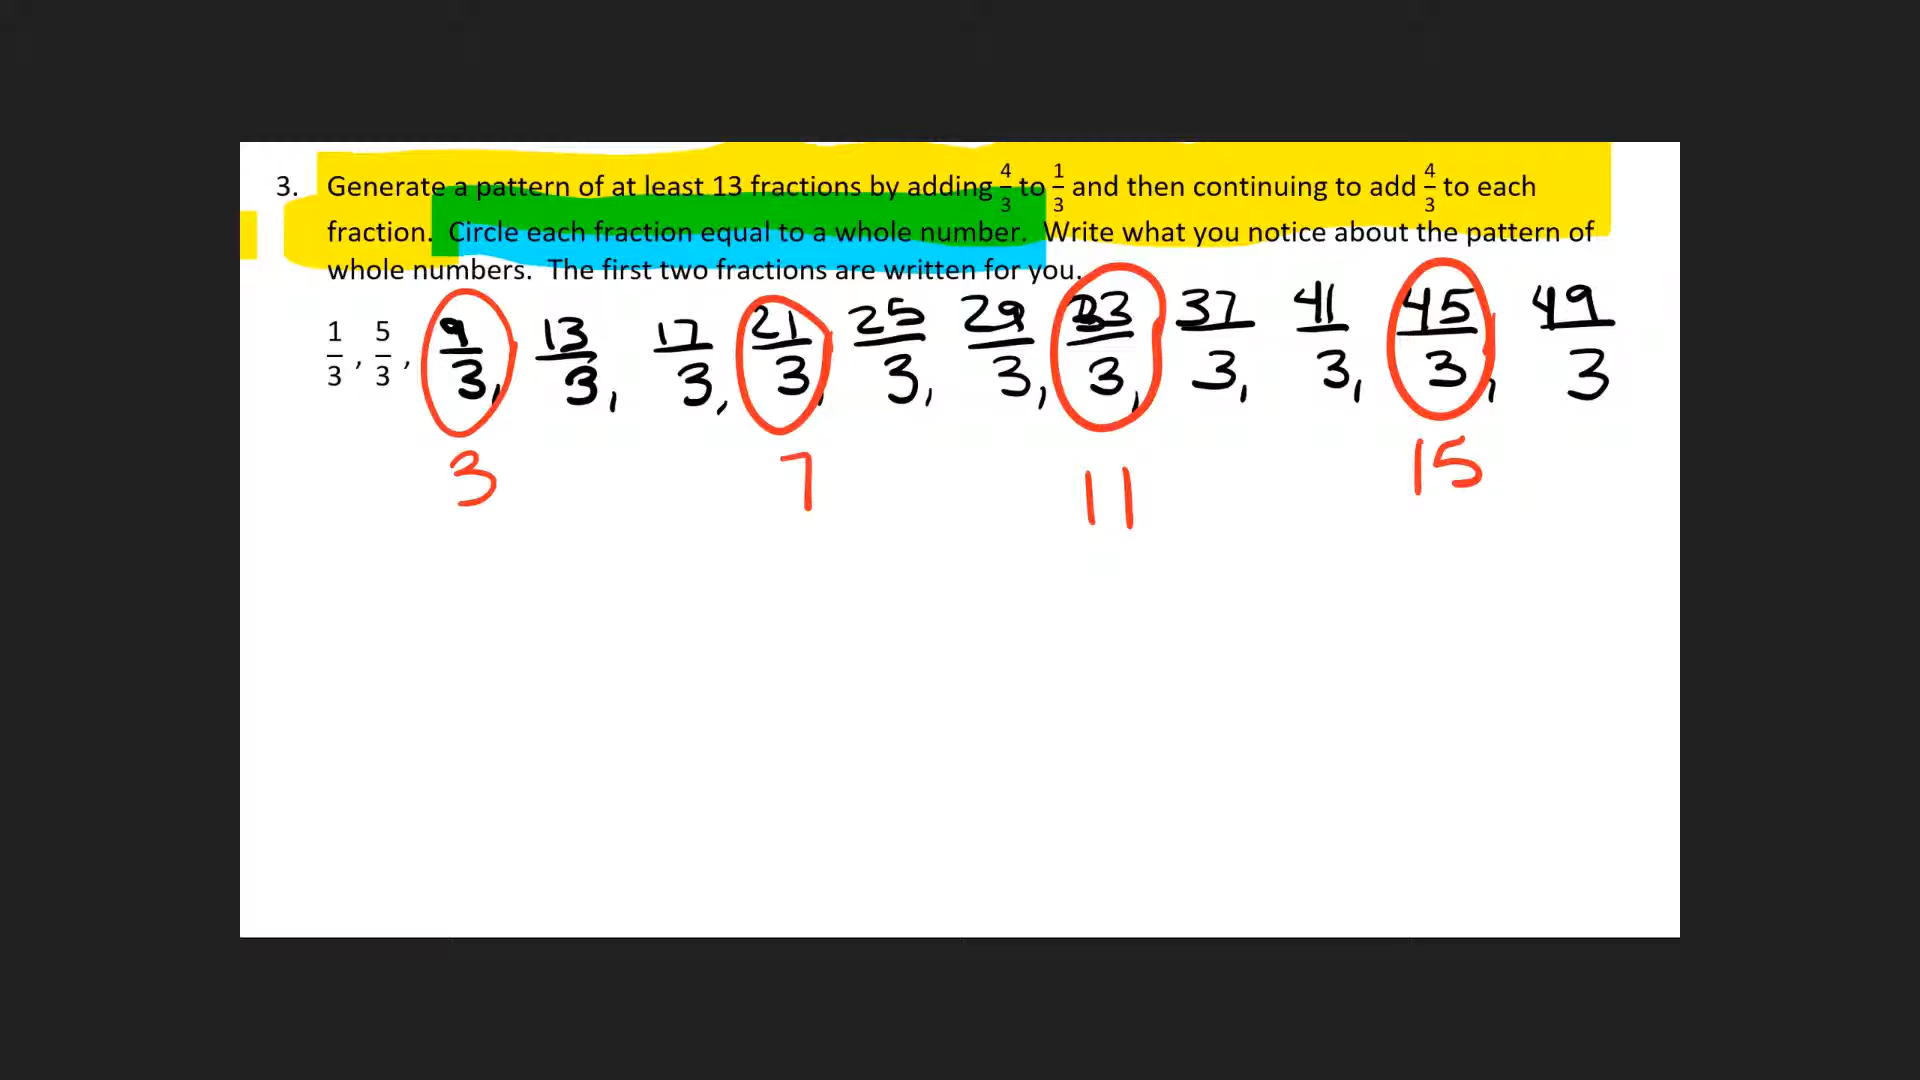 3. Generate a pattern of at least 13 fractions by adding 4/3 to 1/3 and then continuing to add 4/3 to each
fraction. Circle each fraction equal to a whole number. Write what you notice about the pattern of
whole numbers. The first two fractions are written for you.
1/3 , 5/3 , 9/3, 13/3, 17/3, 21/3, 25/3, 29/3, 33/3, 37/3, 41/3, 45/3, 49/3
3 7 11 15